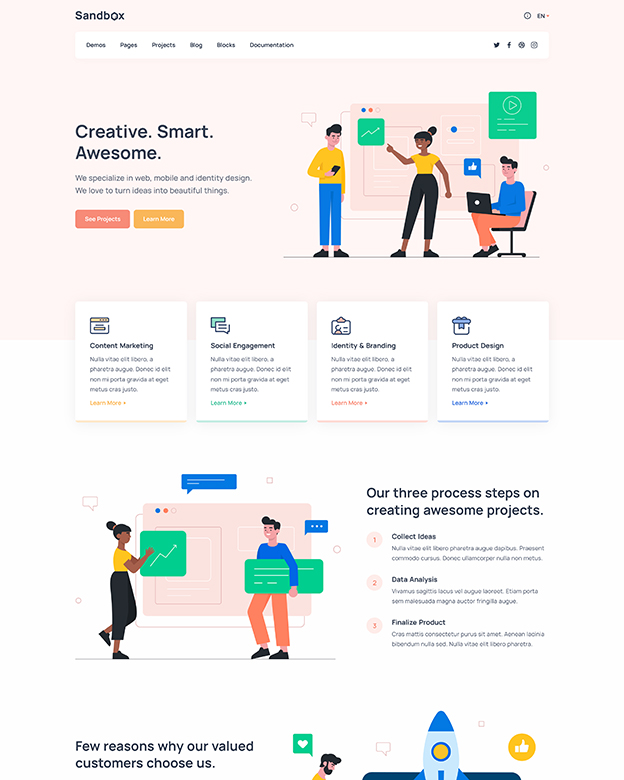 Sandbox
EN
Demos Pages Projects Blog Blocks Documentation
Creative. Smart.
Awesome.
We specialize in web, mobile and identity design.
We love to turn ideas into beautiful things.
See Projects Learn More
Content Marketing
Nulla vitae elit libero, a
pharetra augue. Donec id elit
non mi porta gravida at eget
metus cras justo.
Learn More
Social Engagement
Nulla vitae elit libero, a
pharetra augue. Donec id elit
non mi porta gravida at eget
metus cras justo.
Learn More
Identity & Branding
Nulla vitae elit libero, a
pharetra augue. Donec id elit
non mi porta gravida at eget
metus cras justo.
Learn More
Product Design
Nulla vitae elit libero, a
pharetra augue. Donec id elit
non mi porta gravida at eget
metus cras justo.
Learn More
Our three process steps on
creating awesome projects.
1 Collect Ideas
Nulla vitae elit libero pharetra augue dapibus. Praesent
commodo cursus. Donec ullamcorper nulla non metus.
2 Data Analysis
Vivamus sagittis lacus vel augue laoreet. Etiam porta
sem malesuada magna auctor fringilla augue.
3 Finalize Product
Cras mattis consectetur purus sit amet. Aenean lacinia
bibendum nulla sed. Nulla vitae elit libero pharetra.
Few reasons why our valued
customers choose us.